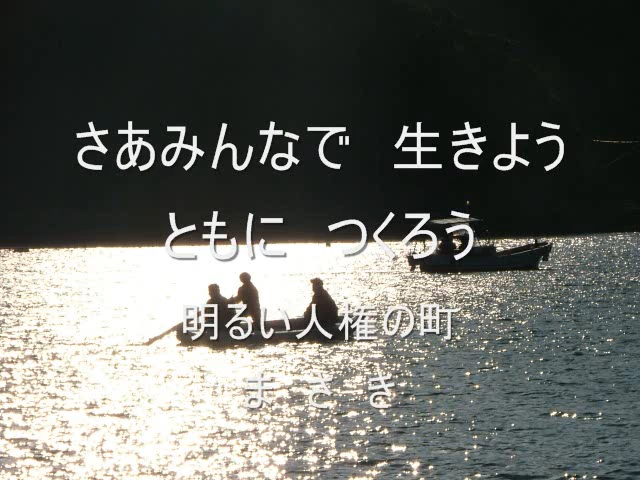 さあみんなで　生きよう
ともに　つくろう
明るい人権の町
ま　さ　き